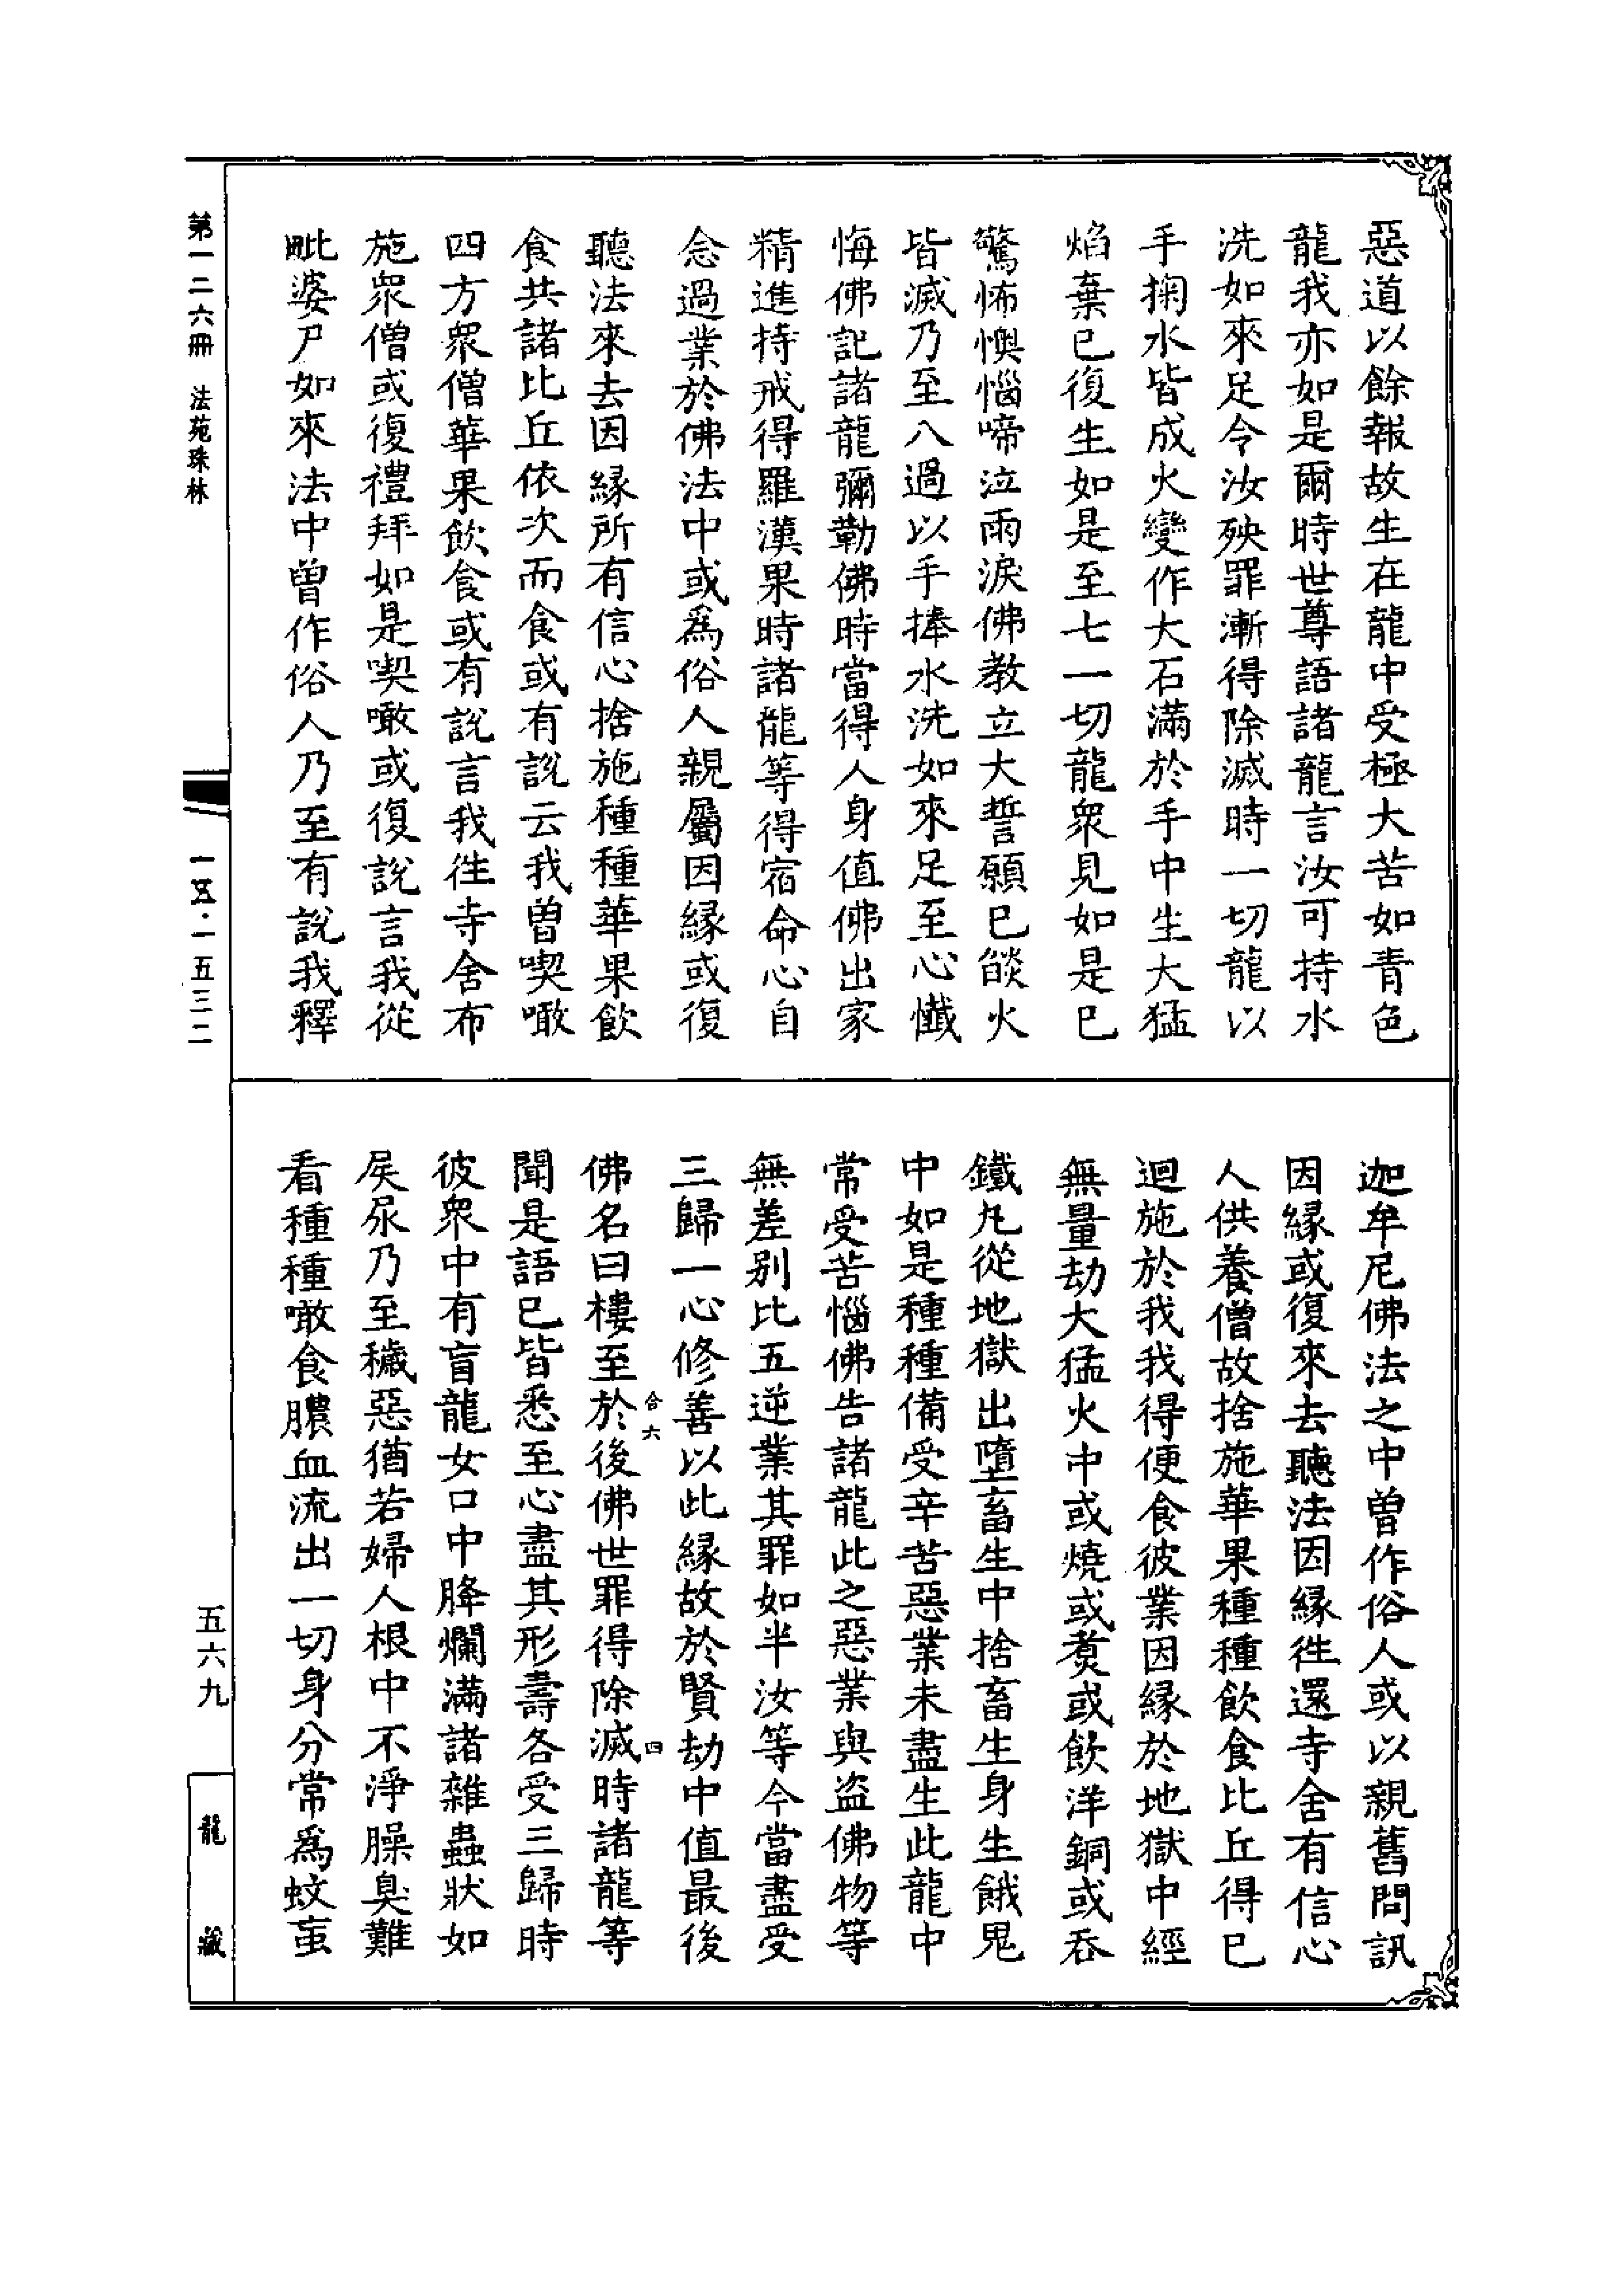 惡道以餘報故生在龍中受極大苦如青色
龍我亦如是爾時世尊語諸龍言汝可持水
洗如來足令汝殃罪漸得除滅時一切龍以
手掬水皆成火變作大石滿於手中生大猛
焰棄已復生如是至七一切龍衆見如是已
驚怖懊惱啼泣雨淚佛教立大誓願已燄火
皆滅乃至八過以手捧水洗如來足至心懺
悔佛記諸龍彌勒佛時當得人身值佛出家
精進持戒得羅漢果時諸龍等得宿命心自
念過業於佛法中或爲俗人親屬因緣或復
聽法來去因緣所有信心捨施種種華果飲
食共諸比丘依次而食或有說云我曾喫噉
四方衆僧華果飲食或有說言我往寺舍布
施衆僧或復禮拜如是喫噉或復說言我從
毗婆尸如來法中曾作俗人乃至有說我釋
迦牟尼佛法之中曾作俗人或以親舊問訊
因緣或復來去聽法因緣往還寺舍有信心
人供養僧故捨施華果種種飲食比丘得已
迴施於我我得便食彼業因緣於地獄中經
無量劫大猛火中或燒或煑或飲洋銅或吞
鐵丸從地獄出墮畜生中捨畜生身生餓鬼
中如是種種備受辛苦惡業未盡生此龍中
常受苦惱佛告諸龍此之惡業與盜佛物等
無差别比五逆業其罪如半汝等今當盡受
三歸一心修善以此緣故於賢劫中值最後
合六
四
佛名曰樓至於後佛世罪得除滅時諸龍等
聞是語已皆悉至心盡其形壽各受三歸時
彼衆中有盲龍女口中膖爛滿諸雜蟲狀如
屎尿乃至穢惡猶若婦人根中不淨臊臭難
看種種噉食膿血流出一切身分常爲蚊䖟
第一二六冊 法苑珠林
一五·一五三二
五六九
龍藏